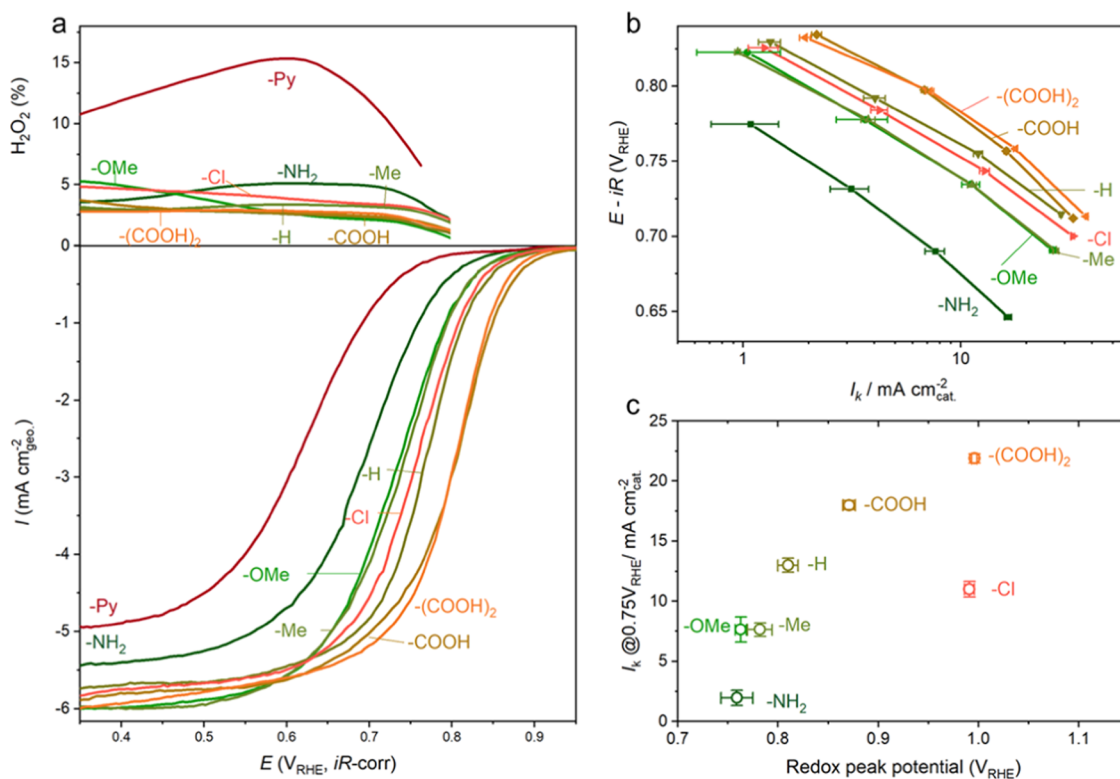 a
H2O2 (%)
15
10
5
0
-Py
-OMe
-Cl
-NH2
-Me
-(COOH)2
-H
-COOH
I (mA cm-2geo.)
-1
-2
-3
-4
-5
-6
-H
-Cl
-OMe
-Py
-Me
-(COOH)2
-COOH
-NH2
0.4
0.5
0.6
0.7
0.8
0.9
E (VRHE, iR-corr)
b
E - iR (VRHE)
0.80
0.75
0.70
0.65
-(COOH)2
-COOH
-H
-Cl
-Me
-OMe
-NH2
1
10
Ik / mA cm-2cat.
c
Ik @0.75VRHE/ mA cm-2cat.
25
20
15
10
5
0
-(COOH)2
-COOH
-H
-Cl
-OMe
-Me
-NH2
0.7
0.8
0.9
1.0
1.1
Redox peak potential (VRHE)